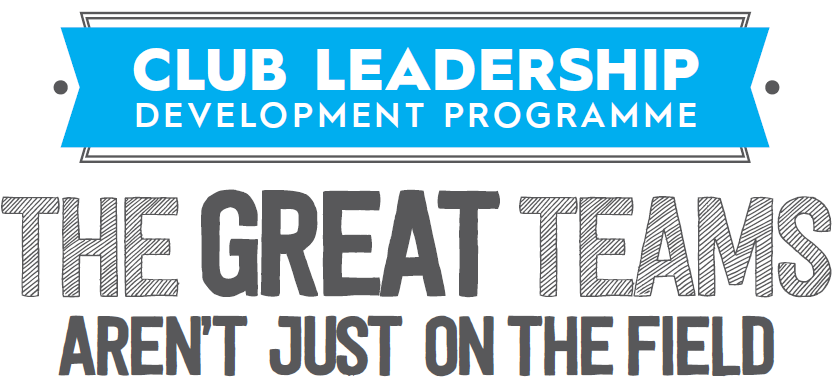 CLUB LEADERSHIP
DEVELOPMENT PROGRAMME
THE GREAT TEAMS
AREN'T JUST ON THE FIELD